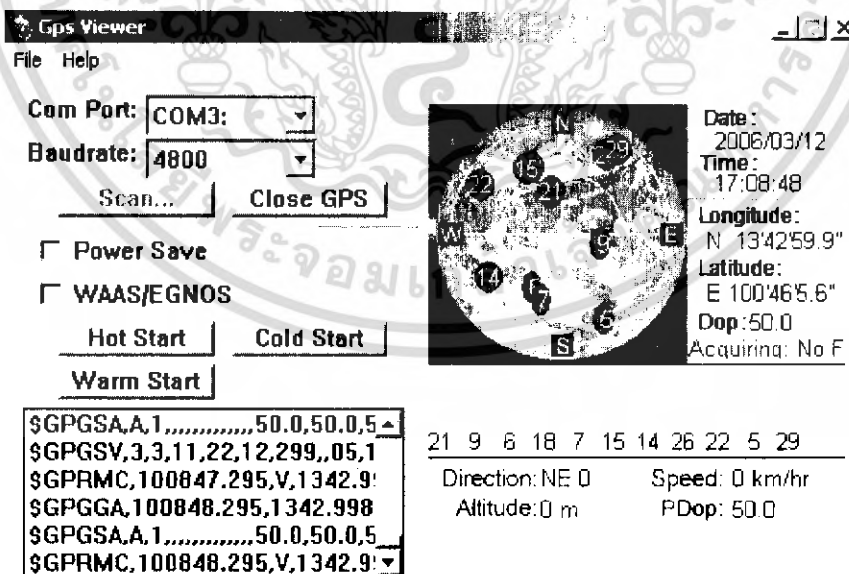 Gps Viewer
File Help
Com Port: COM3:
Baudrate: 4800
Scan... Close GPS
Power Save
WAAS/EGNOS
Hot Start Cold Start
Warm Start
$GPGSA,A,1,,,,,,,,,,,,,50.0,50.0,5
$GPGSV,3,3,11,22,12,299,,05,1
$GPRMC,100847.295,V,1342.9
$GPGGA,100848.295,1342.998
$GPGSA,A,1,,,,,,,,,,,,,50.0,50.0,5
$GPRMC,100848.295,V,1342.9
N
15
22
21
W
9
E
14
7
S
Date:
2006/03/12
Time:
17:08:48
Longitude:
N 13'42'59.9"
Latitude:
E 100'46'5.6"
Dop:50.0
Acquiring: No F
21 9 6 18 7 15 14 26 22 5 29
Direction: NE 0 Speed: 0 km/hr
Altitude: 0 m PDop: 50.0